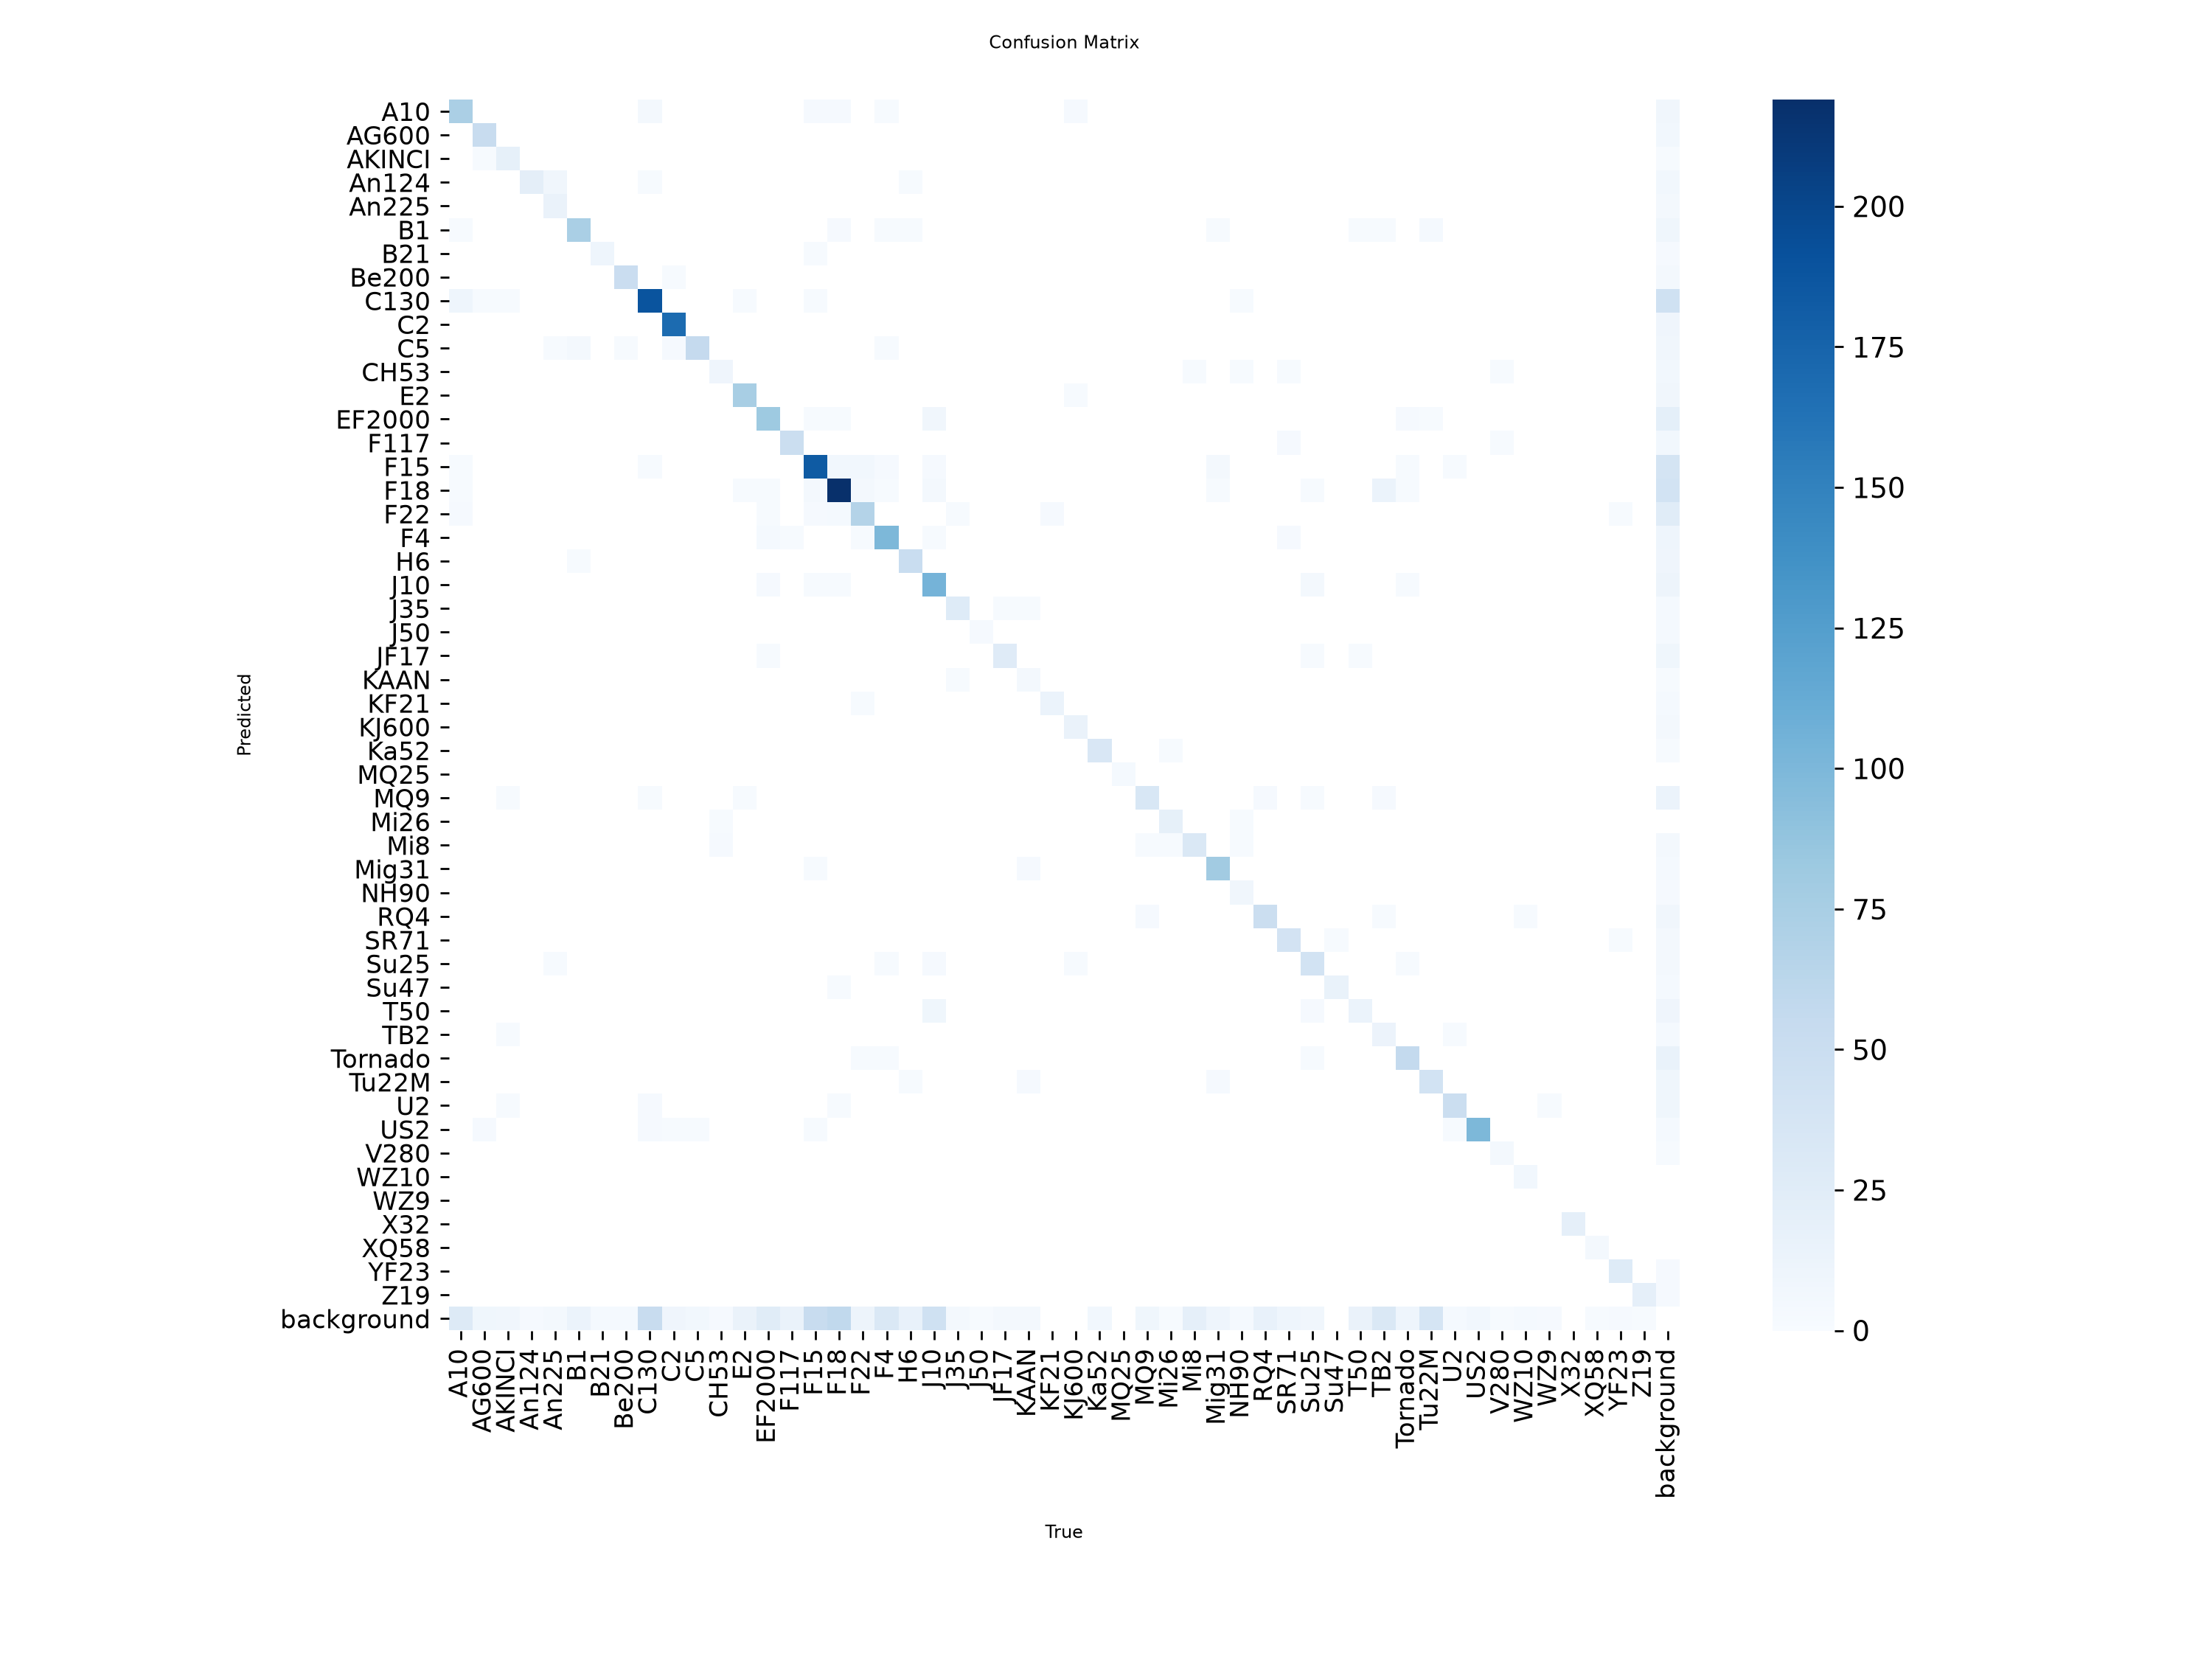 Confusion Matrix
A10
AG600
AKINCI
An124
An225
B1
B21
Be200
C130
C2
C5
CH53
E2
EF2000
F117
F15
F18
F22
F4
H6
J10
J35
J50
JF17
KAAN
KF21
KJ600
Ka52
MQ25
MQ9
Mi26
Mi8
Mig31
NH90
RQ4
SR71
Su25
Su47
T50
TB2
Tornado
Tu22M
U2
US2
V280
WZ10
WZ9
X32
XQ58
YF23
Z19
background
Predicted
A10
AG600
AKINCI
An124
An225
B1
B21
Be200
C130
C2
C5
CH53
E2
EF2000
F117
F15
F18
F22
F4
H6
J10
J35
J50
JF17
KAAN
KF21
KJ600
Ka52
MQ25
MQ9
Mi26
Mi8
Mig31
NH90
RQ4
SR71
Su25
Su47
T50
TB2
Tornado
Tu22M
U2
US2
V280
WZ10
WZ9
X32
XQ58
YF23
Z19
background
True
200
175
150
125
100
75
50
25
0